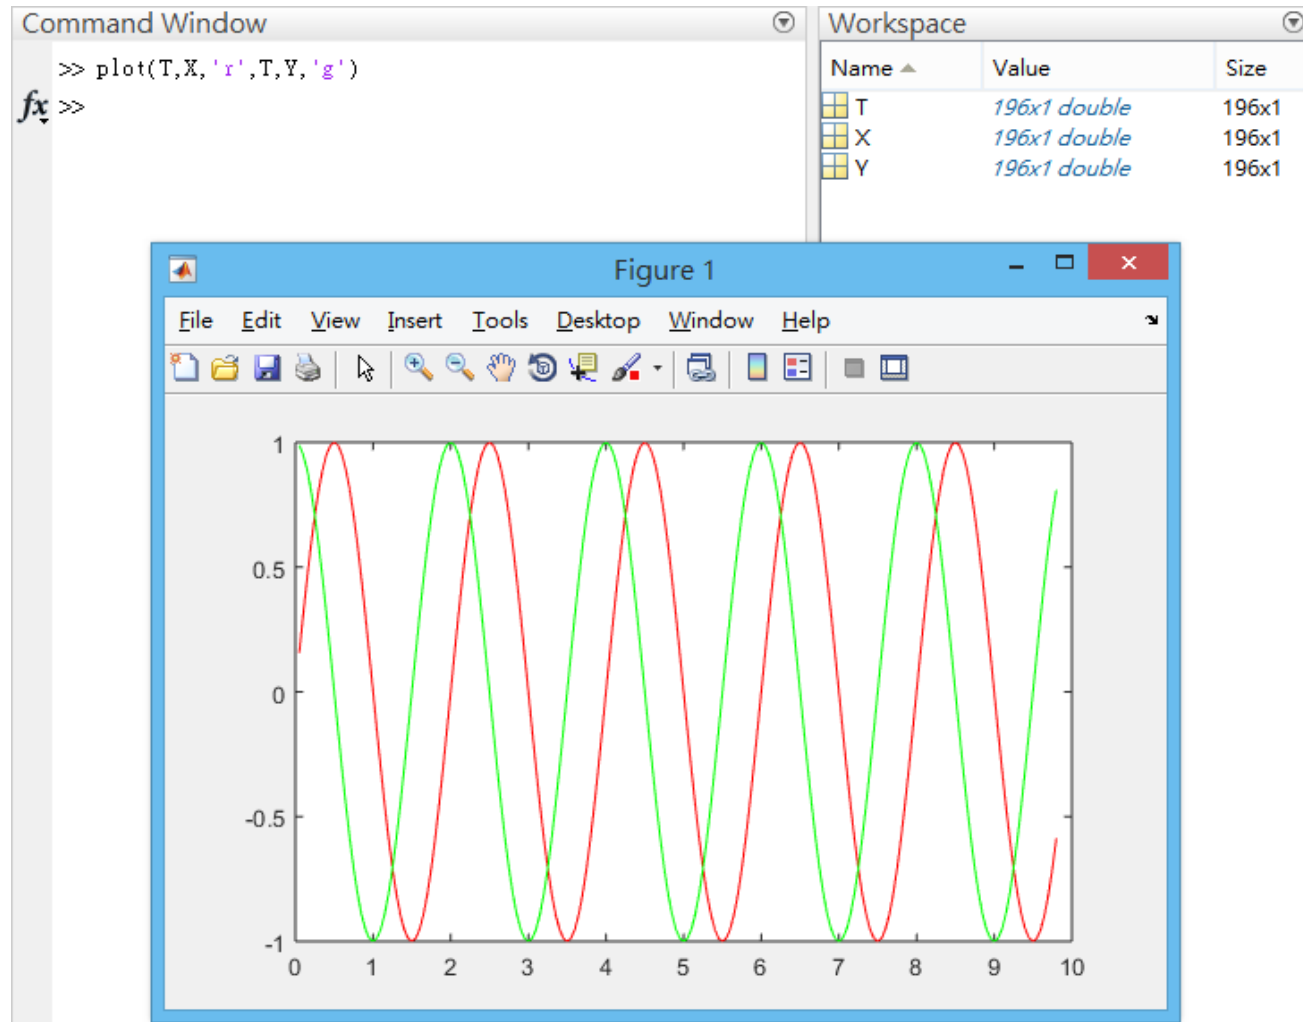 Command Window
>> plot(T,X,'r',T,Y,'g')
fx >>
Workspace
Name Value Size
T 196x1 double 196x1
X 196x1 double 196x1
Y 196x1 double 196x1
Figure 1
File Edit View Insert Tools Desktop Window Help
1
0.5
0
-0.5
-1
0 1 2 3 4 5 6 7 8 9 10